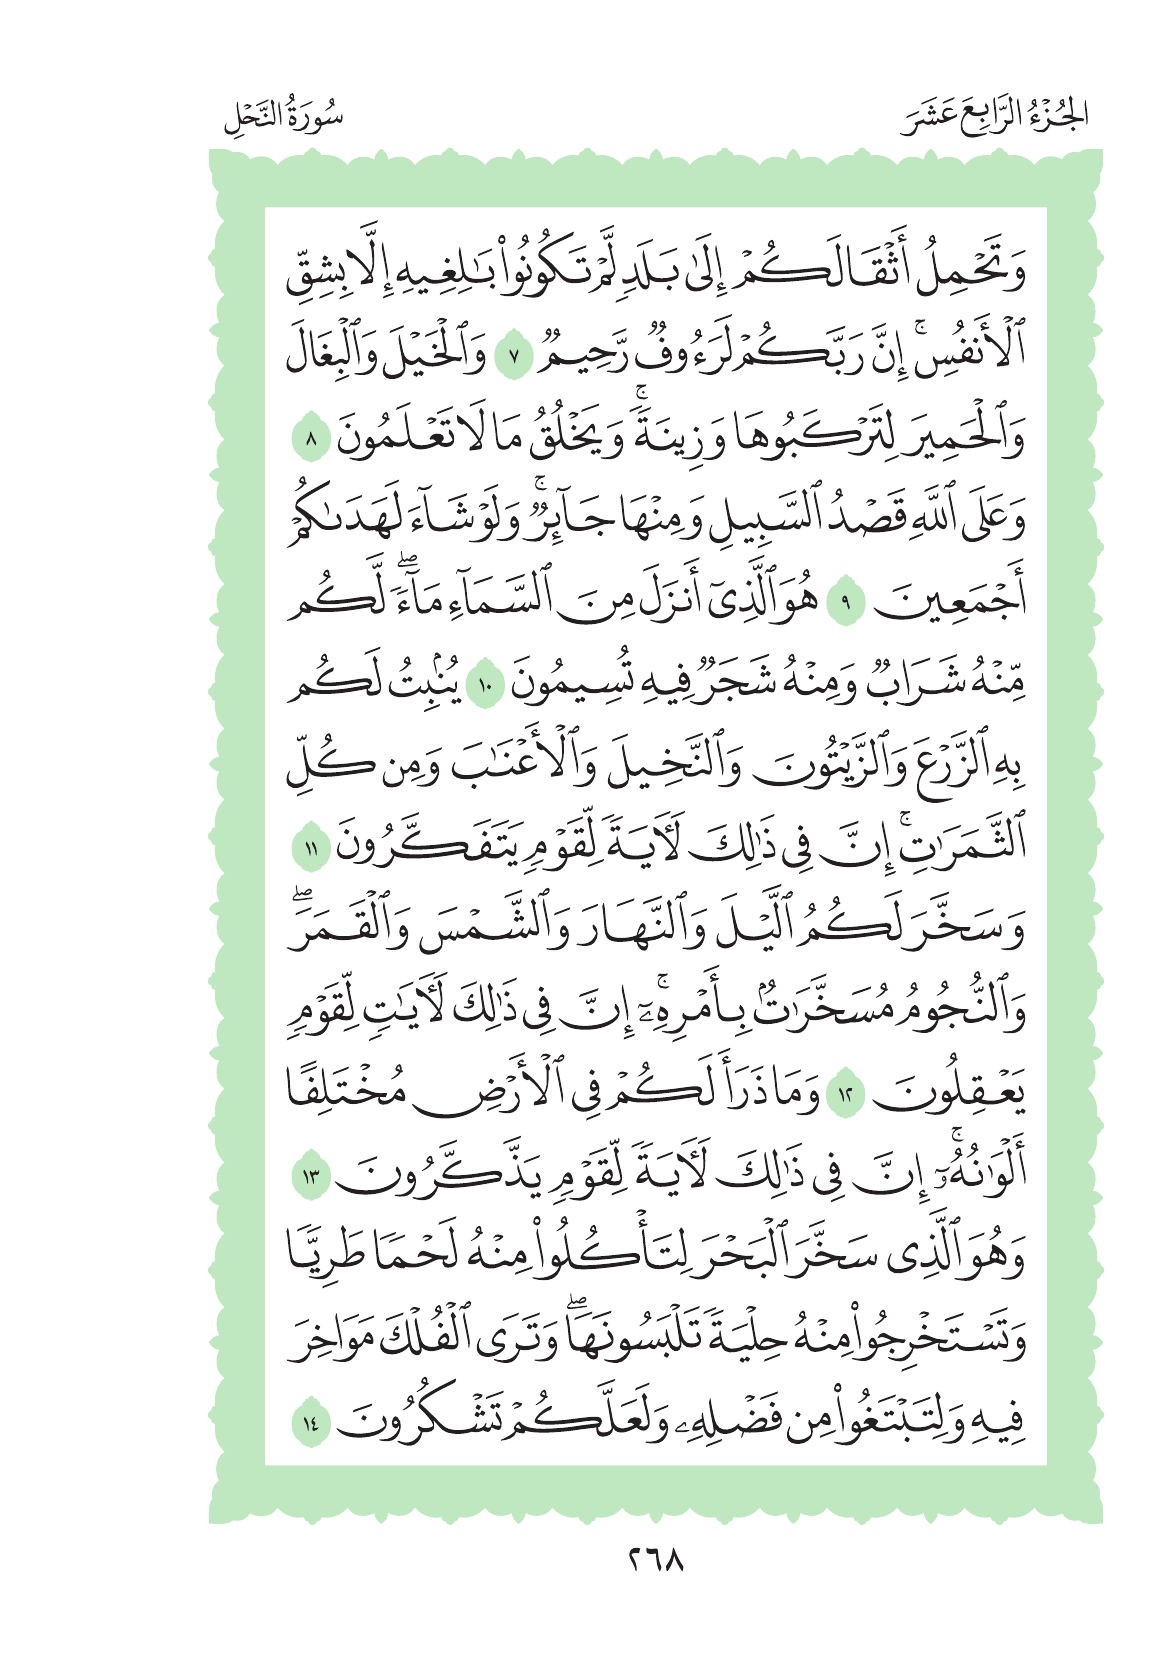 الجُزْءُ الرَّابِعَ عَشَرَ
سُورَةُ النَّحْلِ
وَتَحْمِلُ أَثْقَالَكُمْ إِلَىٰ بَلَدٖ لَّمْ تَكُونُواْ بَٰلِغِيهِ إِلَّا بِشِقِّ
ٱلْأَنفُسِۚ إِنَّ رَبَّكُمْ لَرَءُوفٞ رَّحِيمٞ ٧ وَٱلْخَيْلَ وَٱلْبِغَالَ
وَٱلْحَمِيرَ لِتَرْكَبُوهَا وَزِينَةٗۚ وَيَخْلُقُ مَا لَا تَعْلَمُونَ ٨
وَعَلَى ٱللَّهِ قَصْدُ ٱلسَّبِيلِ وَمِنْهَا جَآئِرٞۚ وَلَوْ شَآءَ لَهَدَىٰكُمْ
أَجْمَعِينَ ٩ هُوَ ٱلَّذِيٓ أَنزَلَ مِنَ ٱلسَّمَآءِ مَآءٗۖ لَّكُم
مِّنْهُ شَرَابٞ وَمِنْهُ شَجَرٞ فِيهِ تُسِيمُونَ ١٠ يُنۢبِتُ لَكُم
بِهِ ٱلزَّرْعَ وَٱلزَّيْتُونَ وَٱلنَّخِيلَ وَٱلْأَعْنَٰبَ وَمِن كُلِّ
ٱلثَّمَرَٰتِۚ إِنَّ فِي ذَٰلِكَ لَأٓيَةٗ لِّقَوْمٖ يَتَفَكَّرُونَ ١١
وَسَخَّرَ لَكُمُ ٱلَّيْلَ وَٱلنَّهَارَ وَٱلشَّمْسَ وَٱلْقَمَرَۖ
وَٱلنُّجُومُ مُسَخَّرَٰتُۢ بِأَمْرِهِۦٓۚ إِنَّ فِي ذَٰلِكَ لَأٓيَٰتٖ لِّقَوْمٖ
يَعْقِلُونَ ١٢ وَمَا ذَرَأَ لَكُمْ فِي ٱلْأَرْضِ مُخْتَلِفًا
أَلْوَٰنُهُۥٓۚ إِنَّ فِي ذَٰلِكَ لَأٓيَةٗ لِّقَوْمٖ يَذَّكَّرُونَ ١٣
وَهُوَ ٱلَّذِي سَخَّرَ ٱلْبَحْرَ لِتَأْكُلُواْ مِنْهُ لَحْمٗا طَرِيّٗا
وَتَسْتَخْرِجُواْ مِنْهُ حِلْيَةٗ تَلْبَسُونَهَاۖ وَتَرَى ٱلْفُلْكَ مَوَاخِرَ
فِيهِ وَلِتَبْتَغُواْ مِن فَضْلِهِۦ وَلَعَلَّكُمْ تَشْكُرُونَ ١٤
٢٦٨